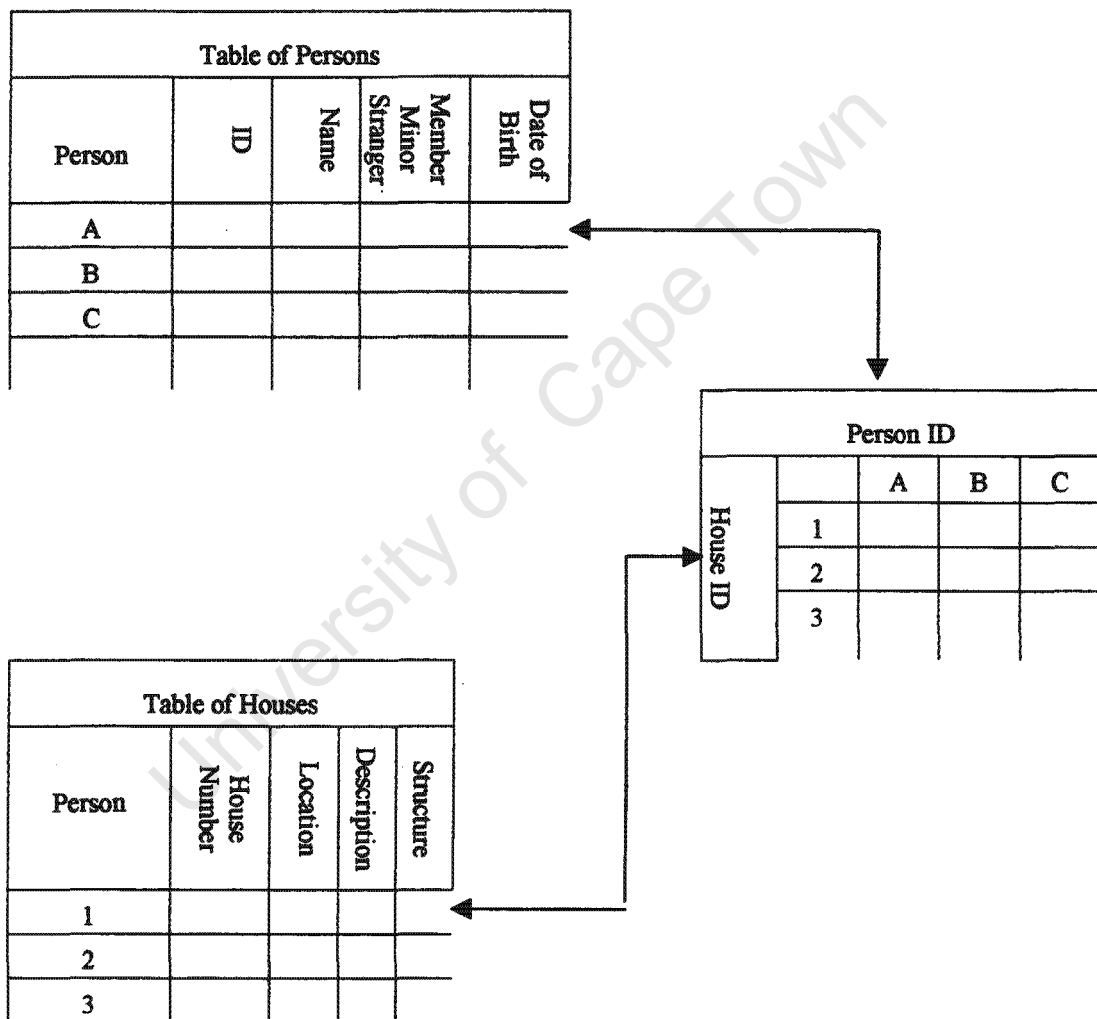 Table of Persons
Person
ID
Name
Member
Minor
Stranger
Date of
Birth
A
B
C
Person ID
House ID
A
B
C
1
2
3
Table of Houses
Person
House
Number
Location
Description
Structure
1
2
3
University of Cape Town